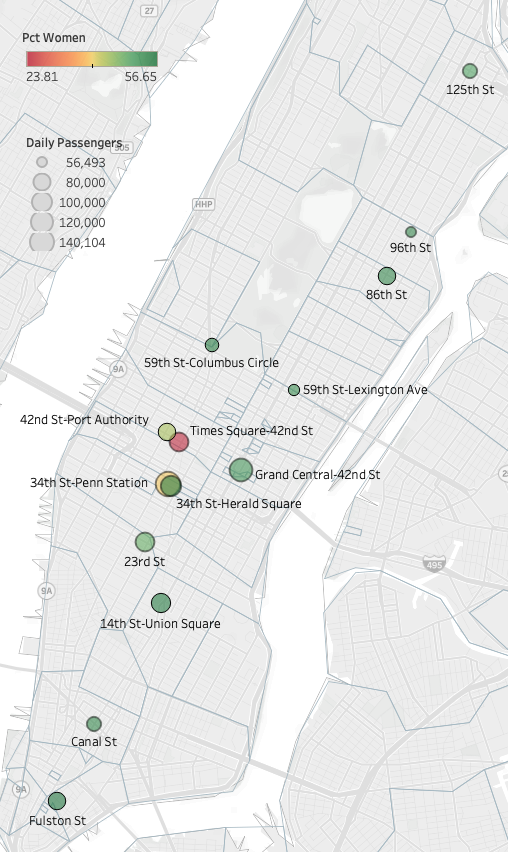 27
Pct Women
23.81 56.65
125th St
Daily Passengers
505
56,493
80,000
100,000
120,000
140,104
HHP
96th St
86th St
59th St-Columbus Circle
9A
59th St-Lexington Ave
42nd St-Port Authority
Times Square-42nd St
Grand Central-42nd St
34th St-Penn Station
34th St-Herald Square
23rd St
495
9A
14th St-Union Square
Canal St
9A
Fulston St